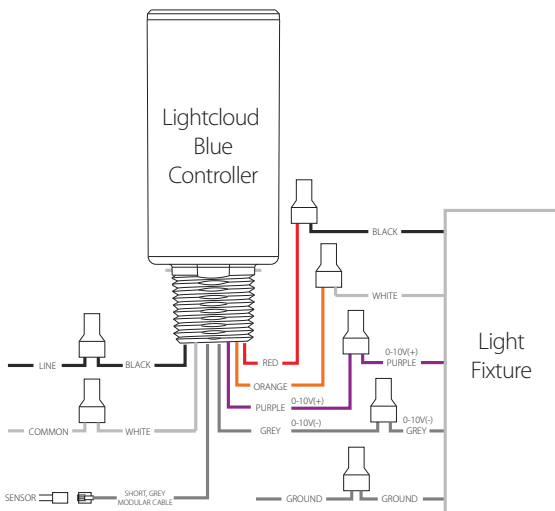 Lightcloud
Blue
Controller
BLACK
WHITE
Light
Fixture
0-10V(+)
PURPLE
LINE
BLACK
RED
ORANGE
PURPLE 0-10V(+)
COMMON
WHITE
GREY 0-10V(-)
0-10V(-)
GREY
SENSOR
SHORT, GREY
MODULAR CABLE
GROUND
GROUND